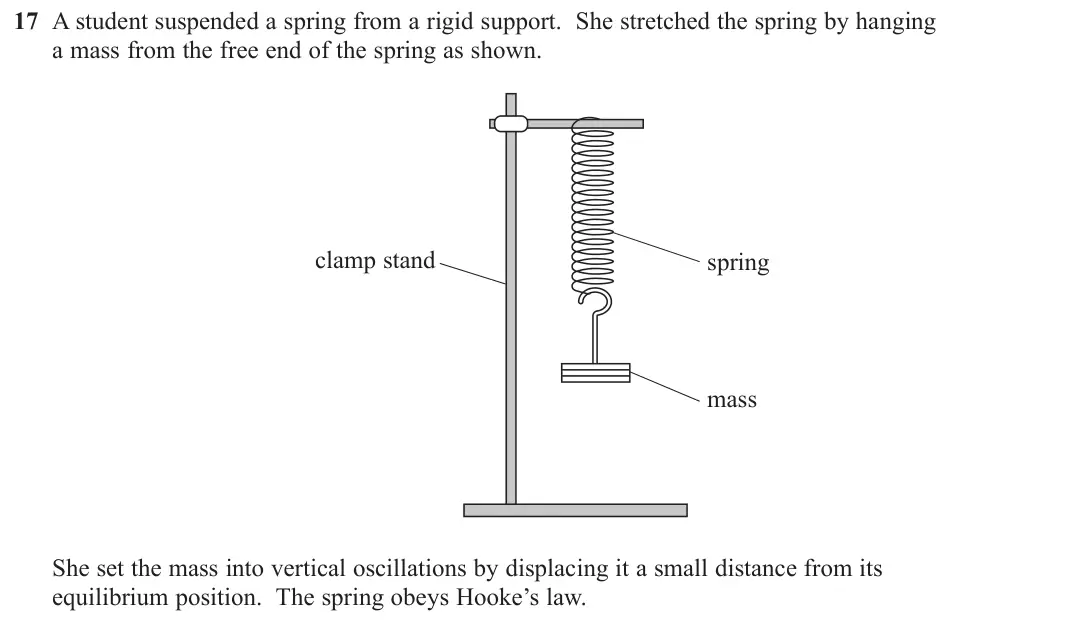 17 A student suspended a spring from a rigid support. She stretched the spring by hanging
a mass from the free end of the spring as shown.
clamp stand
spring
mass
She set the mass into vertical oscillations by displacing it a small distance from its
equilibrium position. The spring obeys Hooke’s law.